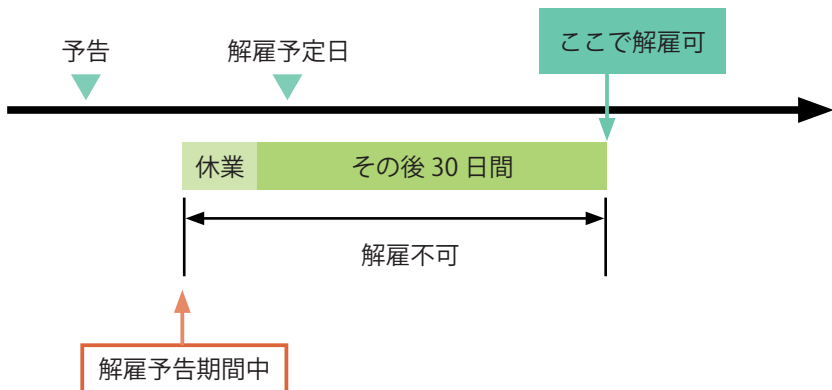 予告
解雇予定日
ここで解雇可
休業
その後 30 日間
解雇不可
解雇予告期間中